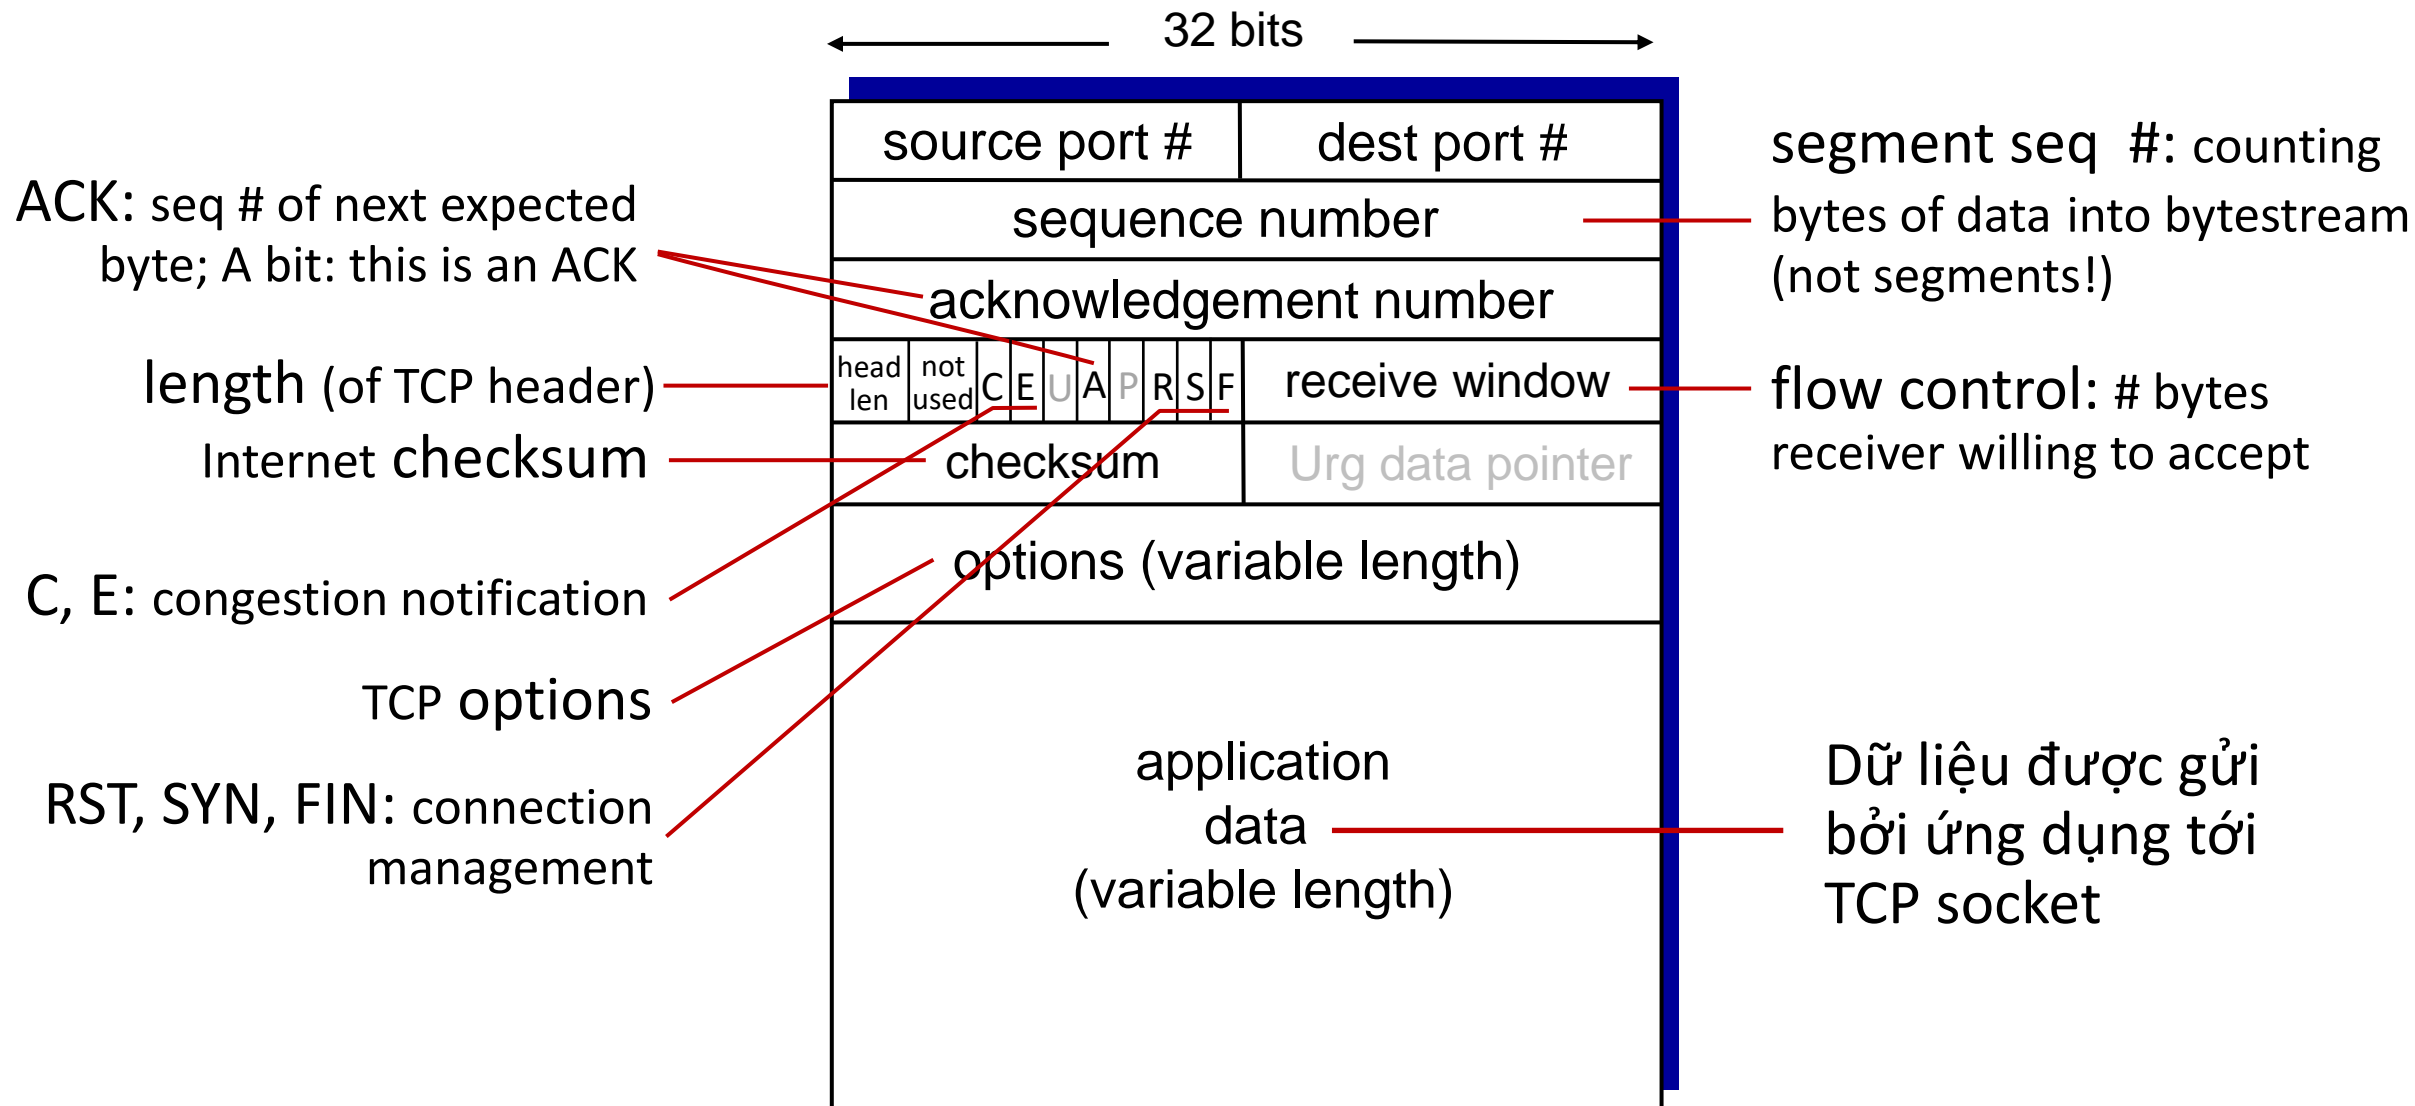 32 bits
source port #
dest port #
sequence number
acknowledgement number
head
len
not
used
C
E
U
A
P
R
S
F
receive window
checksum
Urg data pointer
options (variable length)
application
data
(variable length)
ACK: seq # of next expected
byte; A bit: this is an ACK
length (of TCP header)
Internet checksum
C, E: congestion notification
TCP options
RST, SYN, FIN: connection
management
segment seq #: counting
bytes of data into bytestream
(not segments!)
flow control: # bytes
receiver willing to accept
Dữ liệu được gửi
bởi ứng dụng tới
TCP socket